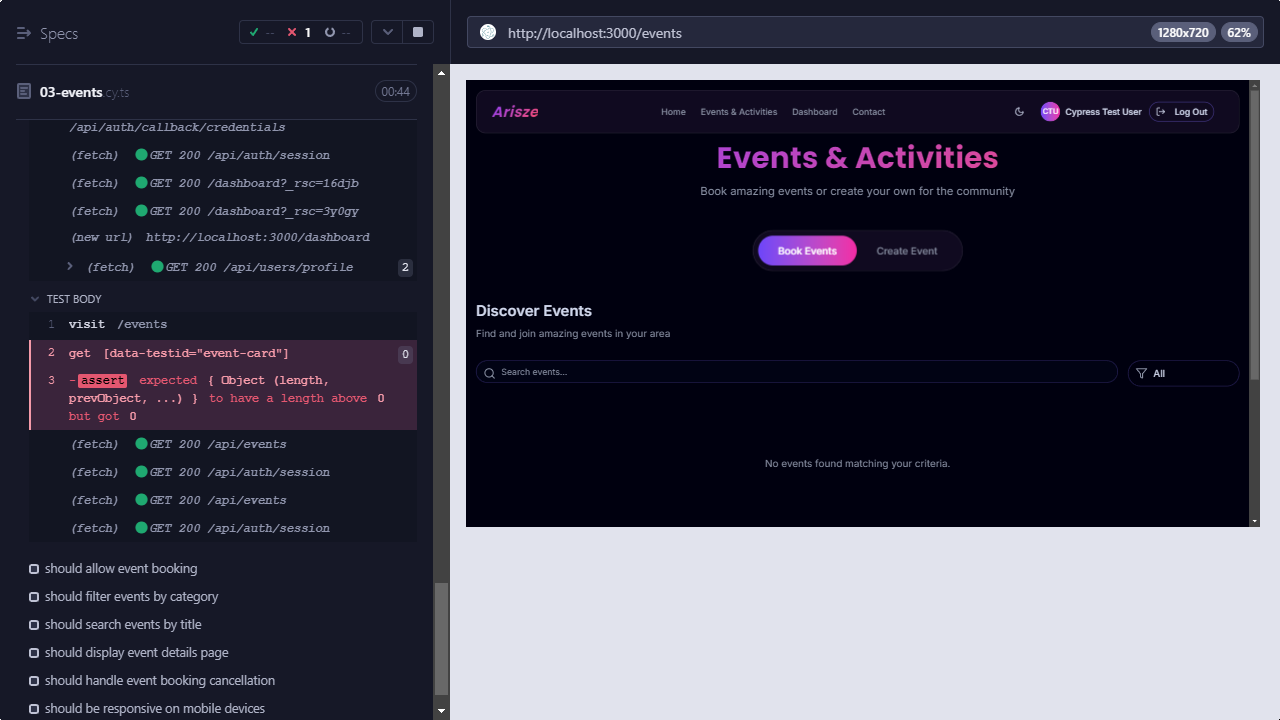 Specs
-- 1 --
03-events.cy.ts
00:44
/api/auth/callback/credentials
(fetch) GET 200 /api/auth/session
(fetch) GET 200 /dashboard?_rsc=16djb
(fetch) GET 200 /dashboard?_rsc=3y0gy
(new url) http://localhost:3000/dashboard
(fetch) GET 200 /api/users/profile 2
TEST BODY
1 visit /events
2 get [data-testid="event-card"] 0
3 -assert expected { Object (length,
prevObject, ...) } to have a length above 0
but got 0
(fetch) GET 200 /api/events
(fetch) GET 200 /api/auth/session
(fetch) GET 200 /api/events
(fetch) GET 200 /api/auth/session
should allow event booking
should filter events by category
should search events by title
should display event details page
should handle event booking cancellation
should be responsive on mobile devices
http://localhost:3000/events
1280x720 62%
Arisze
Home Events & Activities Dashboard Contact
CTU Cypress Test User Log Out
Events & Activities
Book amazing events or create your own for the community
Book Events Create Event
Discover Events
Find and join amazing events in your area
Search events...
All
No events found matching your criteria.